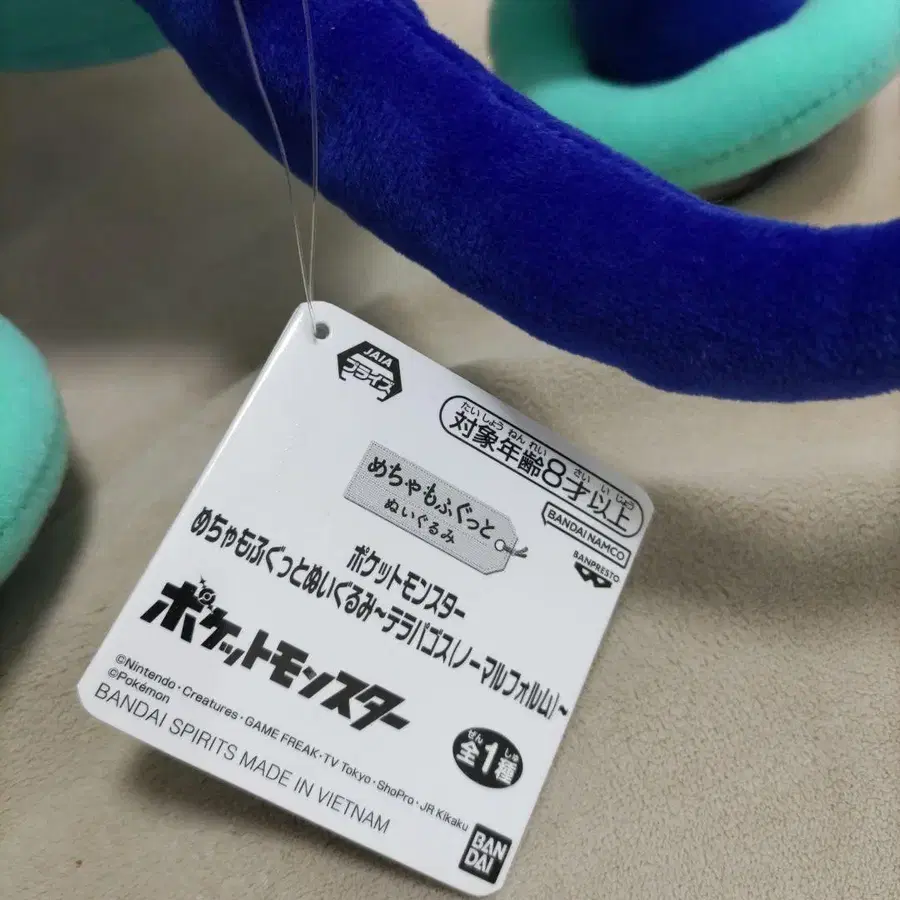 JAIA
プライズ
たいしょうねんれい さいいじょう
対象年齢8才以上
めちゃもふぐっと
ぬいぐるみ
BANDAI NAMCO
BANPRESTO
ポケットモンスター
めちゃもふぐっとぬいぐるみ~テラパゴス(ノーマルフォルム)~
ポケットモンスター
ぜん しゅ
全1種
©Nintendo・Creatures・GAME FREAK・TV Tokyo・ShoPro・JR Kikaku
©Pokémon
BANDAI SPIRITS MADE IN VIETNAM
BAN
DAI